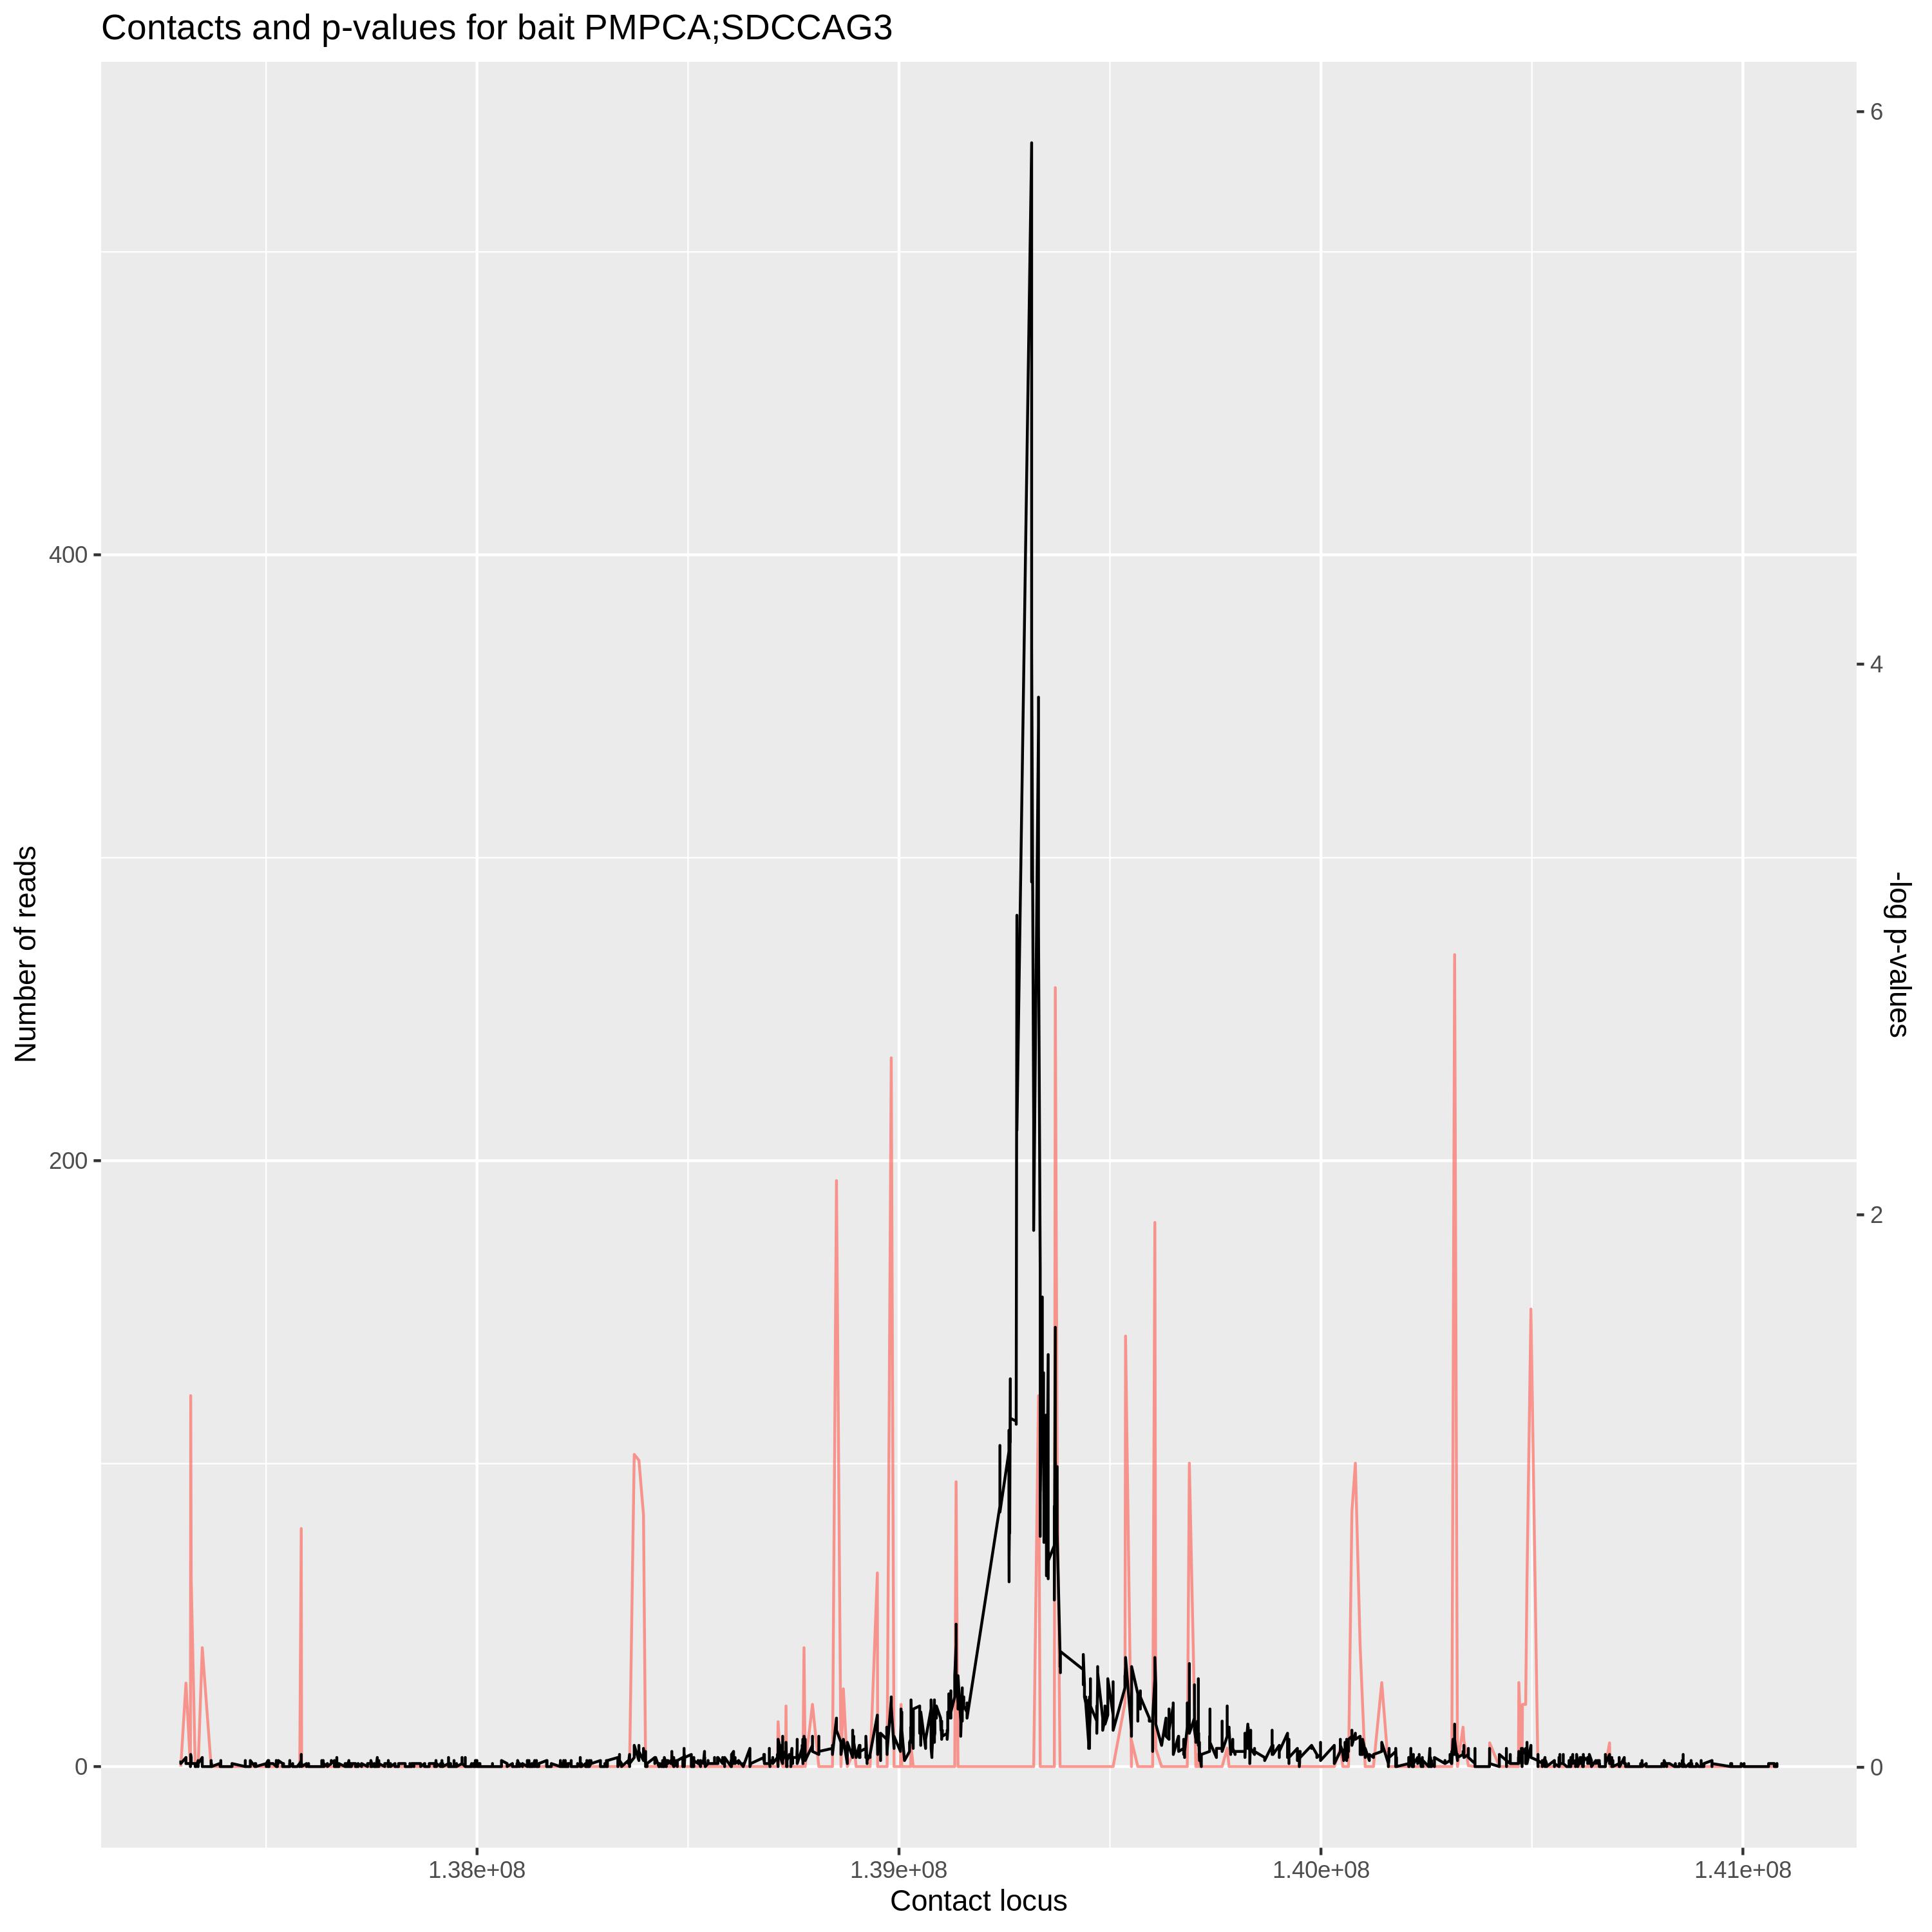 Contacts and p-values for bait PMPCA;SDCCAG3
6
400
4
Number of reads
-log p-values
200
2
0
0
1.38e+08
1.39e+08
1.40e+08
1.41e+08
Contact locus